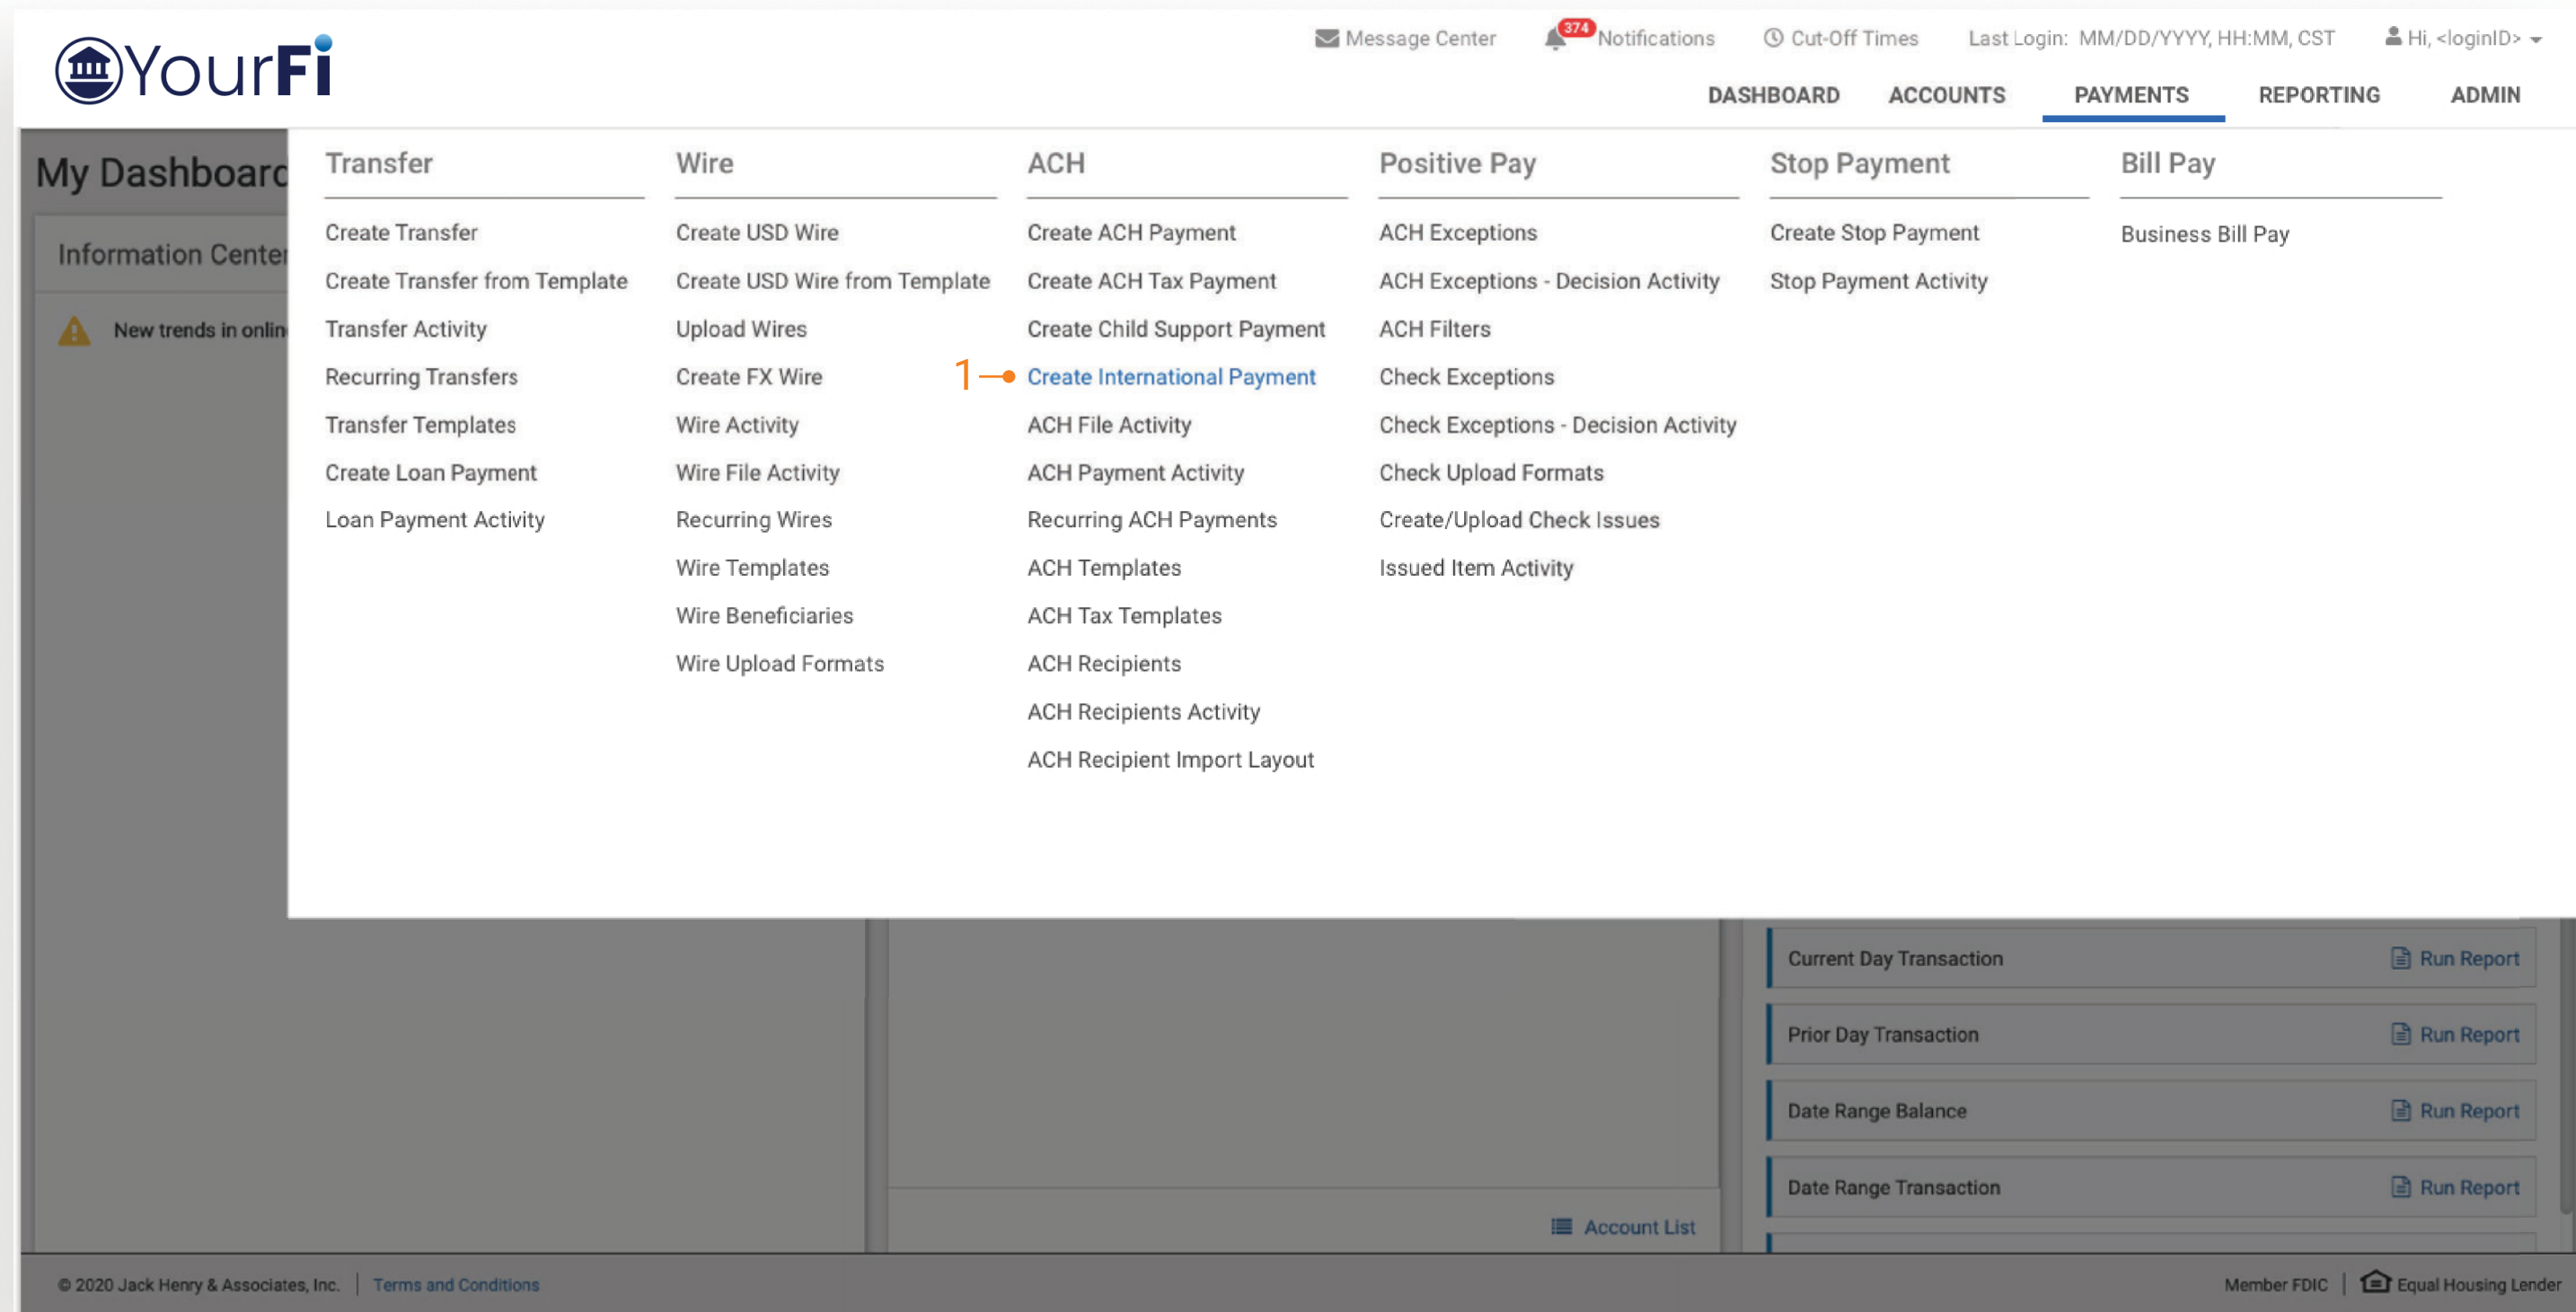 Message Center 374 Notifications Cut-Off Times Last Login: MM/DD/YYYY, HH:MM, CST Hi, <loginID>
YourFi
DASHBOARD ACCOUNTS PAYMENTS REPORTING ADMIN
My Dashboard
Information Center
New trends in onlin
Transfer
Create Transfer
Create Transfer from Template
Transfer Activity
Recurring Transfers
Transfer Templates
Create Loan Payment
Loan Payment Activity
Wire
Create USD Wire
Create USD Wire from Template
Upload Wires
Create FX Wire
Wire Activity
Wire File Activity
Recurring Wires
Wire Templates
Wire Beneficiaries
Wire Upload Formats
ACH
Create ACH Payment
Create ACH Tax Payment
Create Child Support Payment
1 Create International Payment
ACH File Activity
ACH Payment Activity
Recurring ACH Payments
ACH Templates
ACH Tax Templates
ACH Recipients
ACH Recipients Activity
ACH Recipient Import Layout
Positive Pay
ACH Exceptions
ACH Exceptions - Decision Activity
ACH Filters
Check Exceptions
Check Exceptions - Decision Activity
Check Upload Formats
Create/Upload Check Issues
Issued Item Activity
Stop Payment
Create Stop Payment
Stop Payment Activity
Bill Pay
Business Bill Pay
Account List
Current Day Transaction Run Report
Prior Day Transaction Run Report
Date Range Balance Run Report
Date Range Transaction Run Report
© 2020 Jack Henry & Associates, Inc. | Terms and Conditions
Member FDIC | Equal Housing Lender